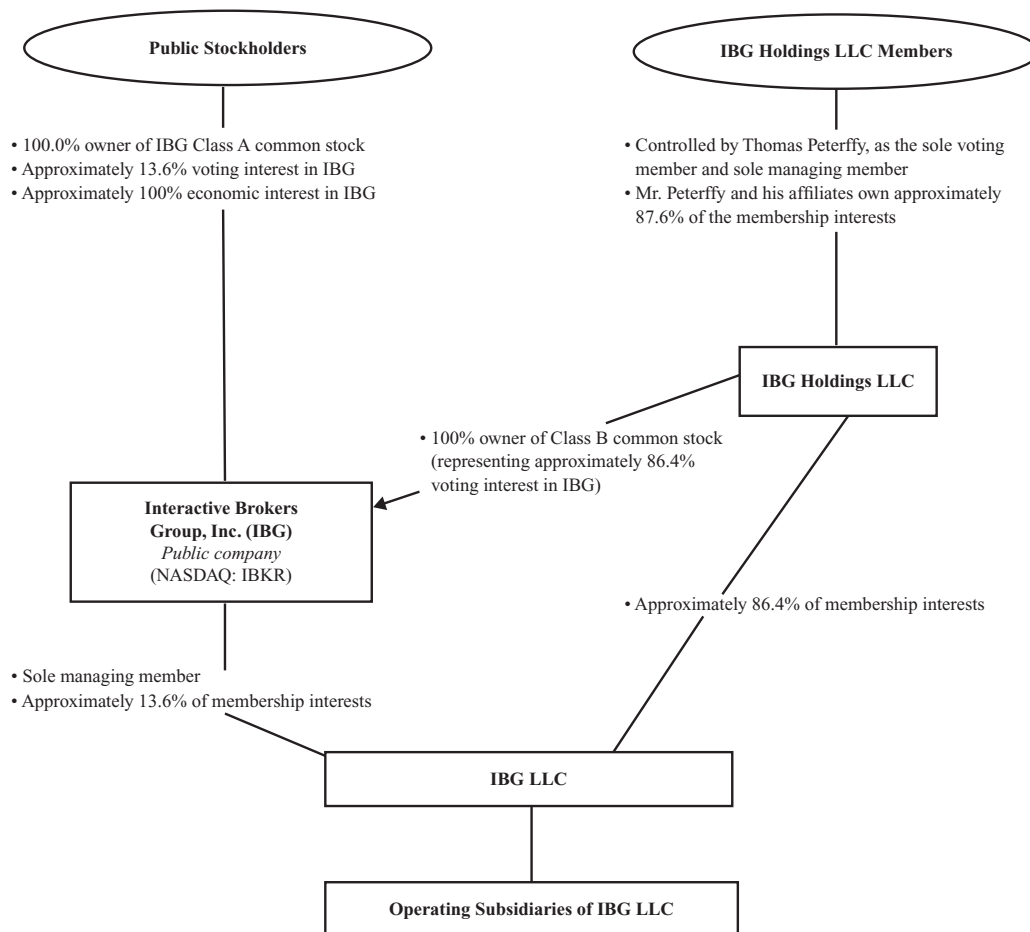 Public Stockholders
IBG Holdings LLC Members
• 100.0% owner of IBG Class A common stock
• Approximately 13.6% voting interest in IBG
• Approximately 100% economic interest in IBG
• Controlled by Thomas Peterffy, as the sole voting
member and sole managing member
• Mr. Peterffy and his affiliates own approximately
87.6% of the membership interests
IBG Holdings LLC
• 100% owner of Class B common stock
(representing approximately 86.4%
voting interest in IBG)
Interactive Brokers
Group, Inc. (IBG)
Public company
(NASDAQ: IBKR)
• Approximately 86.4% of membership interests
• Sole managing member
• Approximately 13.6% of membership interests
IBG LLC
Operating Subsidiaries of IBG LLC